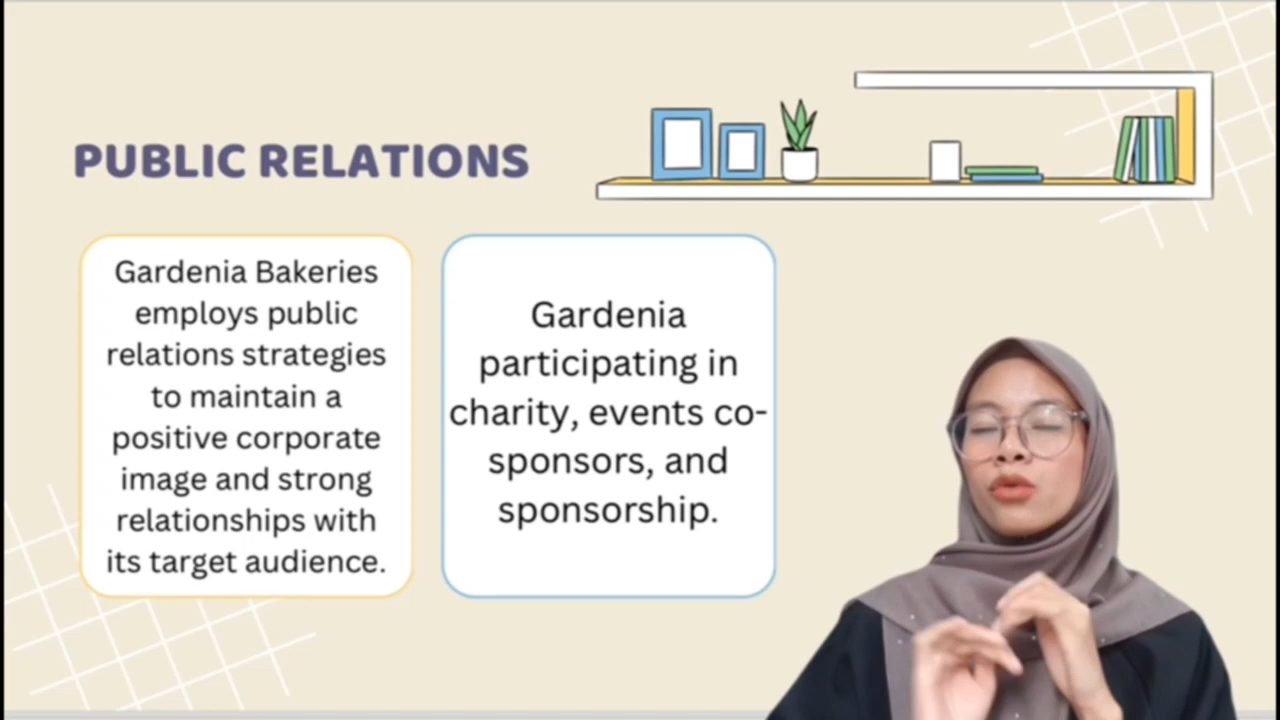 PUBLIC RELATIONS
Gardenia Bakeries
employs public
relations strategies
to maintain a
positive corporate
image and strong
relationships with
its target audience.
Gardenia
participating in
charity, events co-
sponsors, and
sponsorship.